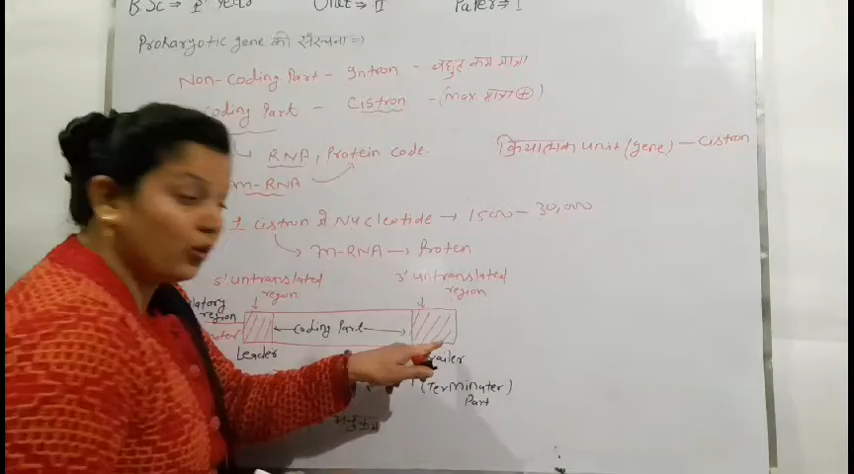 B.Sc ⇒ Ist Year Unit ⇒ II Paper ⇒ I
Prokaryotic gene की संरचना ⇒
Non-Coding Part - Intron - बहुत कम मात्रा
Coding Part - Cistron - (Max मात्रा +)
RNA, Protein code.
क्रियात्मक unit (gene) - Cistron
m-RNA
1 cistron में Nucleotide → 1500 - 30,000
m-RNA → Protein
5' untranslated region
3' untranslated region
region
Coding Part
Leader
(Terminater)
Part